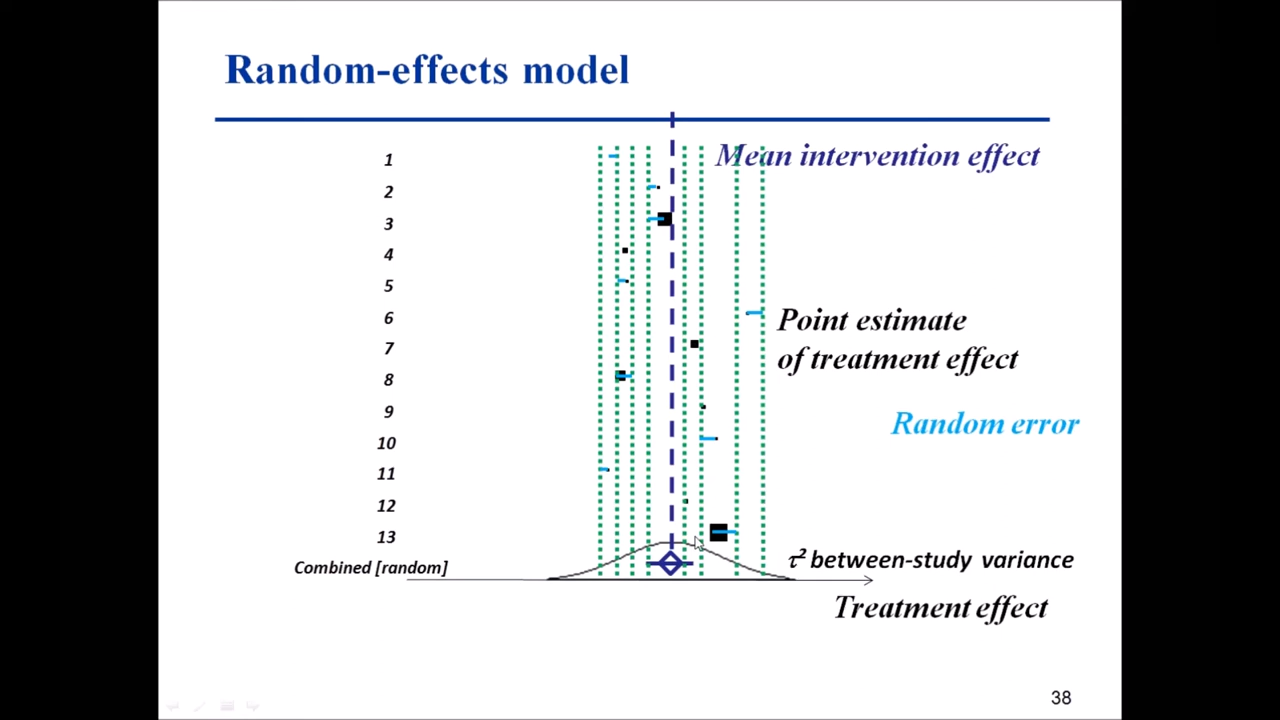 Random-effects model
Mean intervention effect
1
2
3
4
5
6
7
8
9
10
11
12
13
Point estimate
of treatment effect
Random error
Combined [random]
τ² between-study variance
Treatment effect
38